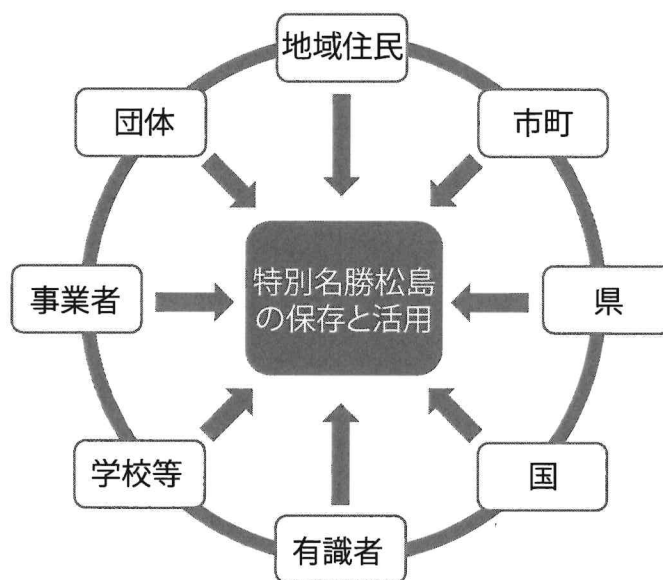 地域住民
団体
市町
特別名勝松島
の保存と活用
事業者
県
学校等
国
有識者